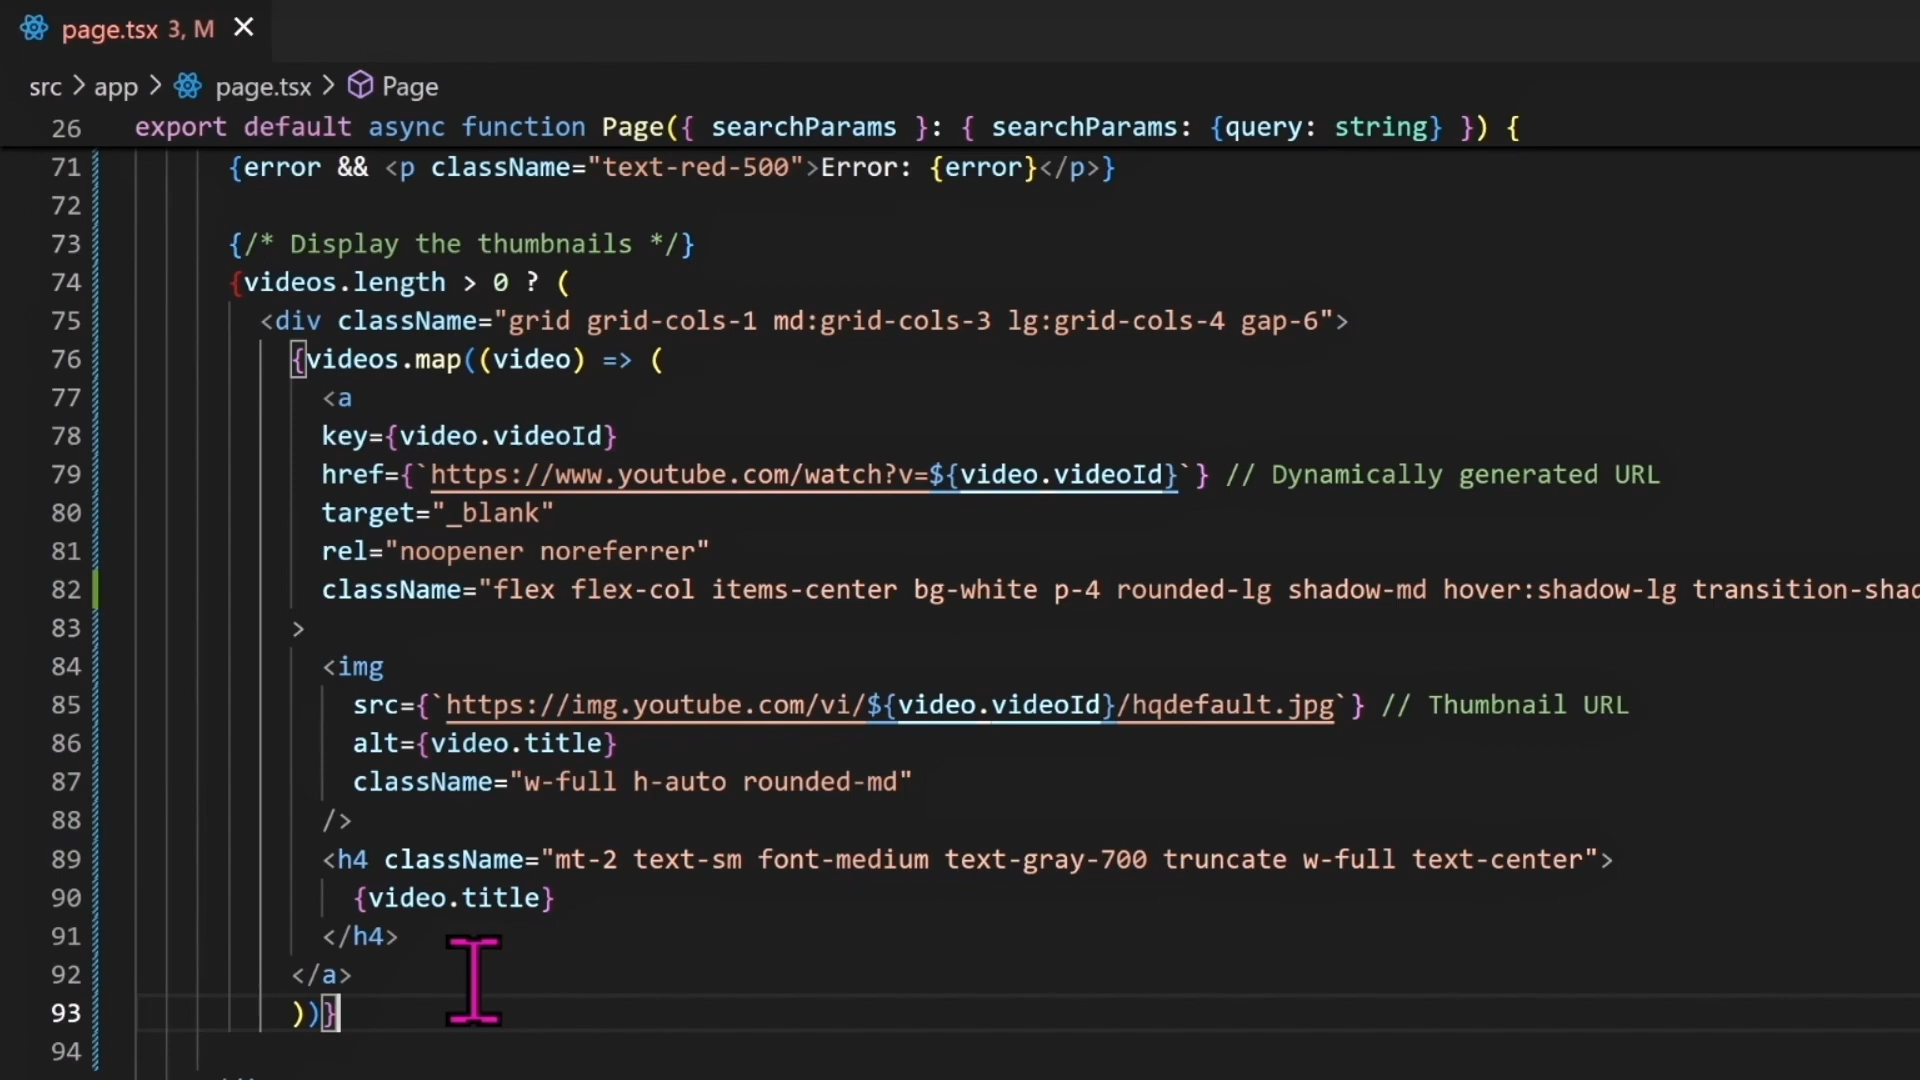 page.tsx 3, M
src > app > page.tsx > Page
26 export default async function Page({ searchParams }: { searchParams: {query: string} }) {
71 {error && <p className="text-red-500">Error: {error}</p>}
72
73 {/* Display the thumbnails */}
74 {videos.length > 0 ? (
75 <div className="grid grid-cols-1 md:grid-cols-3 lg:grid-cols-4 gap-6">
76 {videos.map((video) => (
77 <a
78 key={video.videoId}
79 href={`https://www.youtube.com/watch?v=${video.videoId}`} // Dynamically generated URL
80 target="_blank"
81 rel="noopener noreferrer"
82 className="flex flex-col items-center bg-white p-4 rounded-lg shadow-md hover:shadow-lg
83 >
84 <img
85 src={`https://img.youtube.com/vi/${video.videoId}/hqdefault.jpg`} // Thumbnail URL
86 alt={video.title}
87 className="w-full h-auto rounded-md"
88 />
89 <h4 className="mt-2 text-sm font-medium text-gray-700 truncate w-full text-center">
90 {video.title}
91 </h4>
92 </a>
93 ))}
94